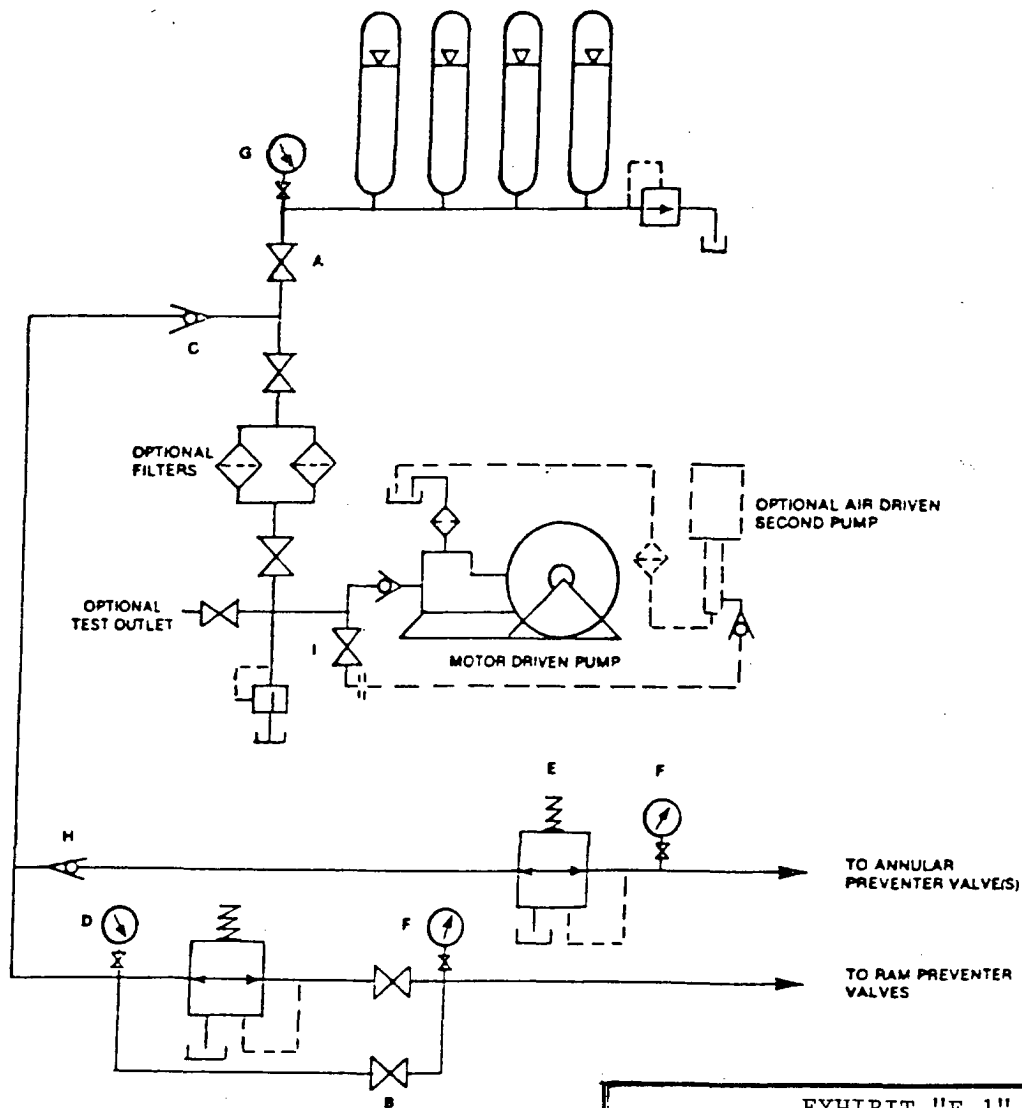 G
A
C
OPTIONAL
FILTERS
OPTIONAL AIR DRIVEN
SECOND PUMP
OPTIONAL
TEST OUTLET
I
MOTOR DRIVEN PUMP
E
F
H
TO ANNULAR
PREVENTER VALVE(S)
D
F
TO RAM PREVENTER
VALVES
B